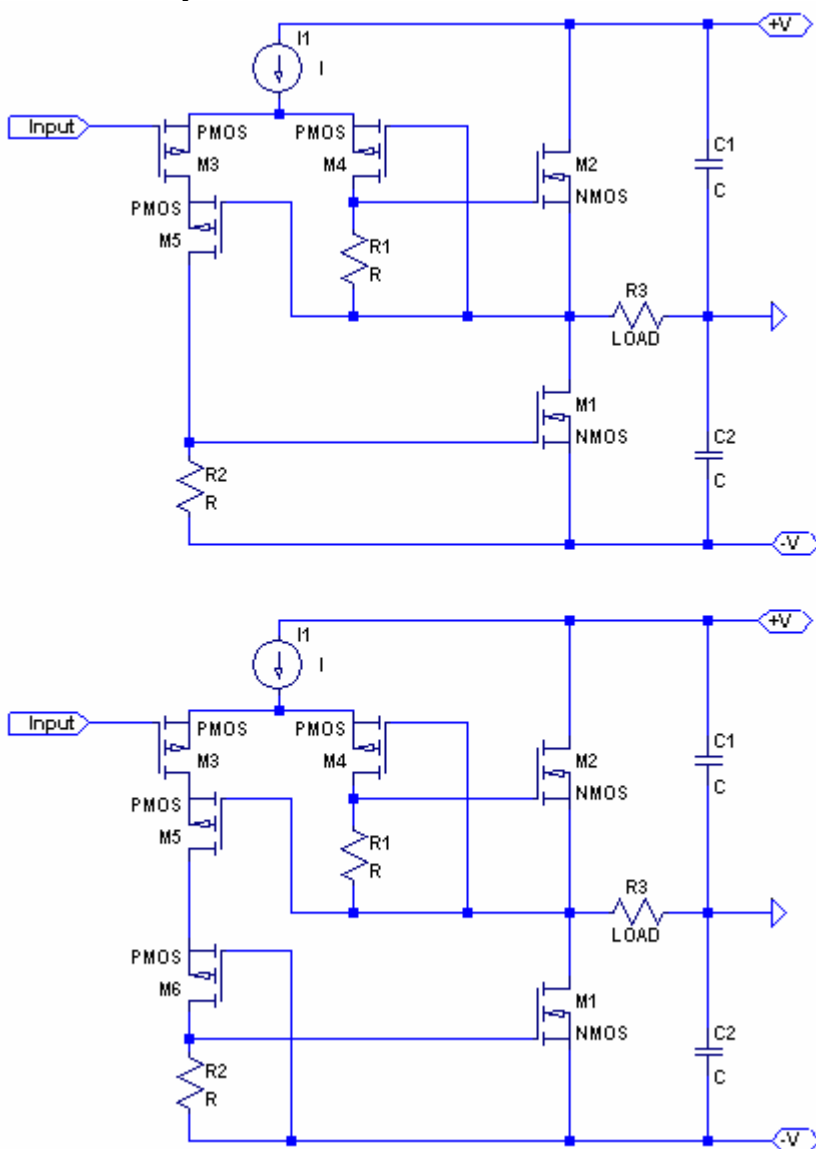 I1
+V
I
Input
PMOS
PMOS
M3
M4
M2
C1
C
PMOS
NMOS
M5
R1
R
R3
LOAD
M1
NMOS
C2
C
R2
R
-V
I1
+V
I
Input
PMOS
PMOS
M3
M4
M2
C1
C
PMOS
NMOS
M5
R1
R
R3
LOAD
PMOS
M6
M1
NMOS
C2
C
R2
R
-V